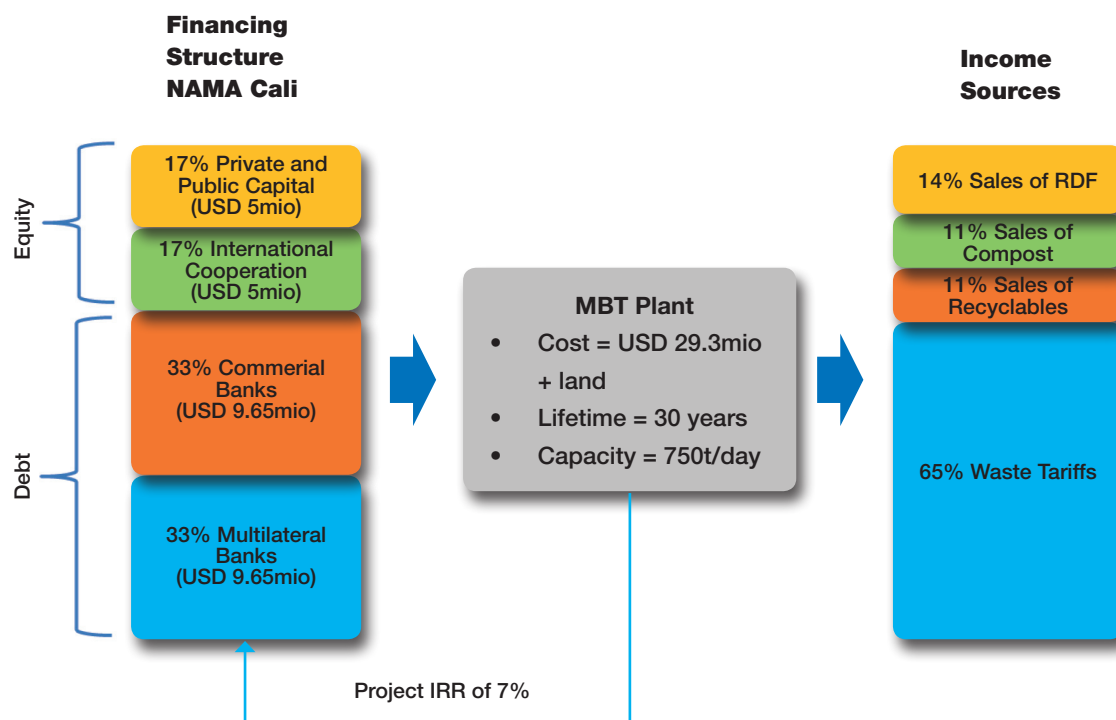 Financing
Structure
NAMA Cali
Equity
17% Private and
Public Capital
(USD 5mio)
17% International
Cooperation
(USD 5mio)
Debt
33% Commerial
Banks
(USD 9.65mio)
33% Multilateral
Banks
(USD 9.65mio)
MBT Plant
• Cost = USD 29.3mio
+ land
• Lifetime = 30 years
• Capacity = 750t/day
Project IRR of 7%
Income
Sources
14% Sales of RDF
11% Sales of
Compost
11% Sales of
Recyclables
65% Waste Tariffs